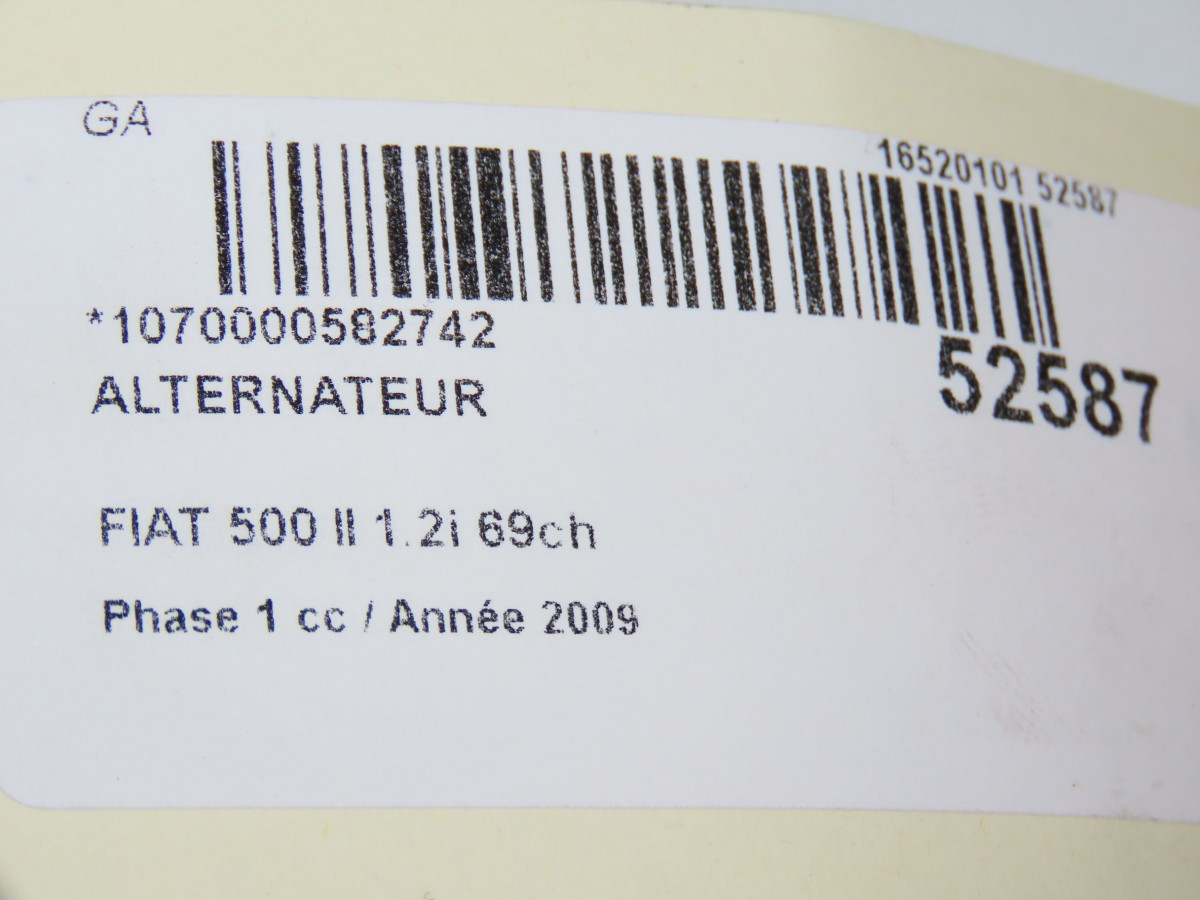 GA
16520101 52587
*1070000582742
52587
ALTERNATEUR
FIAT 500 II 1.2i 69ch
Phase 1 cc / Année 2009